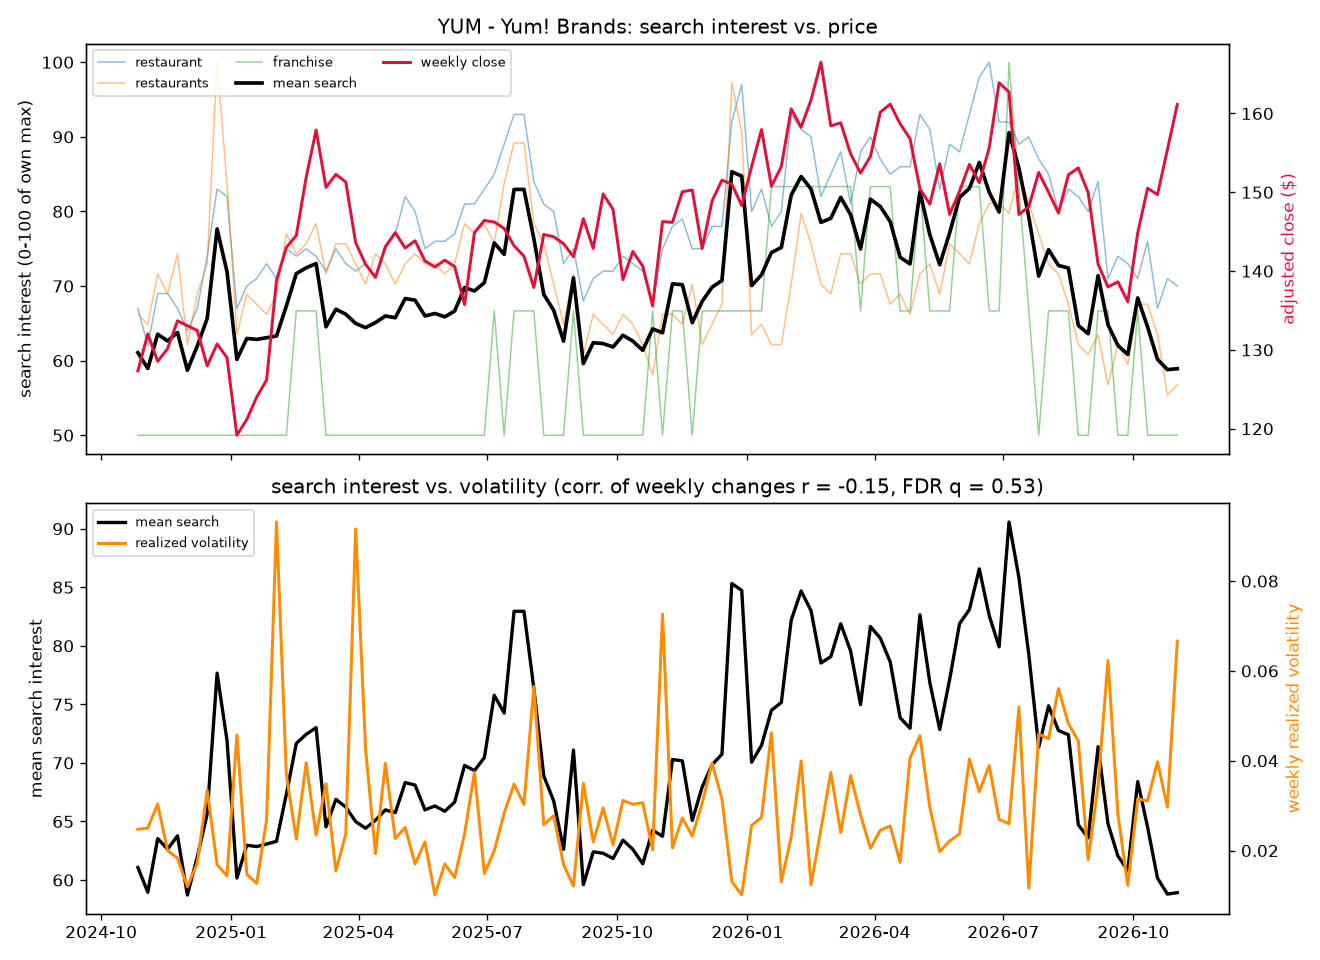 YUM - Yum! Brands: search interest vs. price
restaurant
restaurants
franchise
mean search
weekly close
search interest (0-100 of own max)
100
90
80
70
60
50
adjusted close ($)
160
150
140
130
120
search interest vs. volatility (corr. of weekly changes r = -0.15, FDR q = 0.53)
mean search
realized volatility
mean search interest
90
85
80
75
70
65
60
weekly realized volatility
0.08
0.06
0.04
0.02
2024-10
2025-01
2025-04
2025-07
2025-10
2026-01
2026-04
2026-07
2026-10